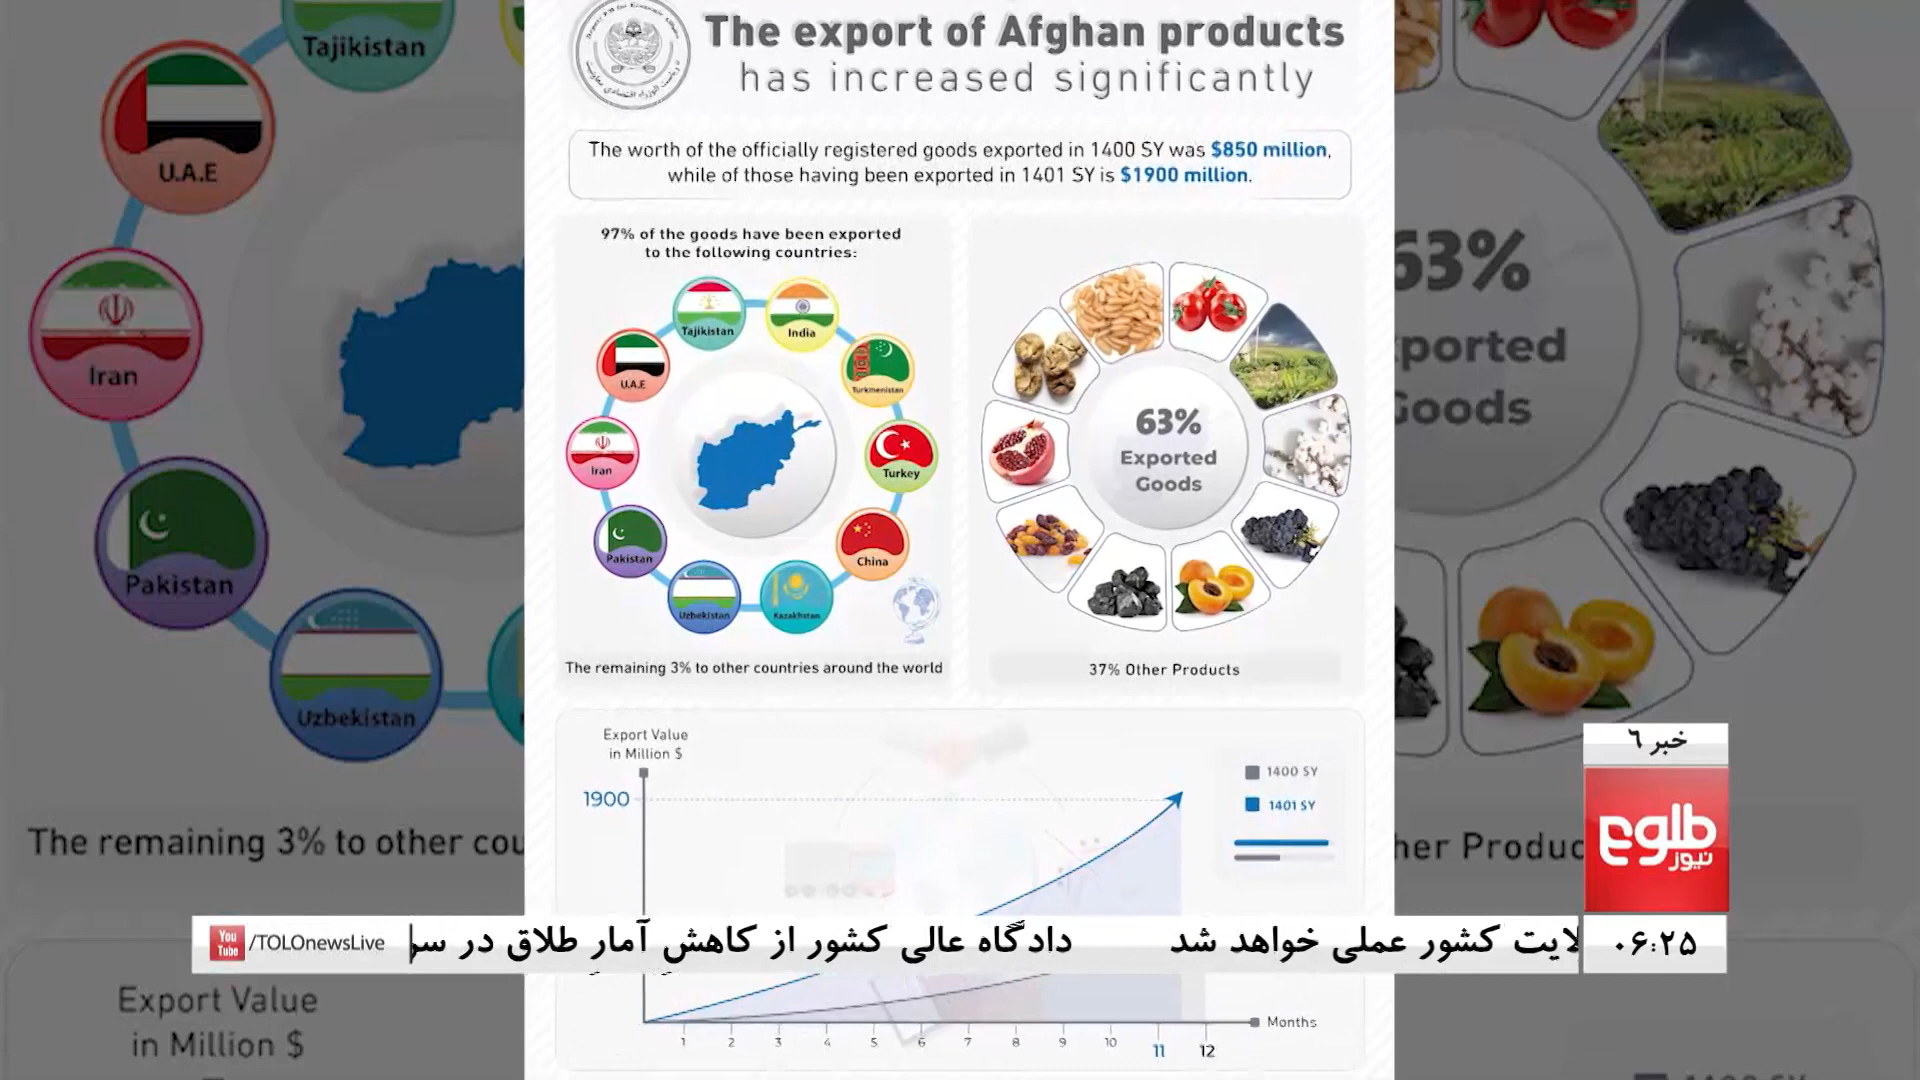 The export of Afghan products
has increased significantly
The worth of the officially registered goods exported in 1400 SY was $850 million,
while of those having been exported in 1401 SY is $1900 million.
97% of the goods have been exported
to the following countries:
Tajikistan
India
U.A.E
Turkmenistan
Iran
Turkey
Pakistan
China
Uzbekistan
Kazakhstan
The remaining 3% to other countries around the world
63%
Exported
Goods
37% Other Products
Export Value
in Million $
1900
1400 SY
1401 SY
Months
1 2 3 4 5 6 7 8 9 10 11 12
Tajikistan
U.A.E
Iran
Pakistan
Uzbekistan
The remaining 3% to other cou
Export Value
in Million $
63%
ported
Goods
her Produc
خبر ٦
طلوع
نیوز
۰۶:۲۵
You Tube /TOLOnewsLive
لایت کشور عملی خواهد شد
دادگاه عالی کشور از کاهش آمار طلاق در سر